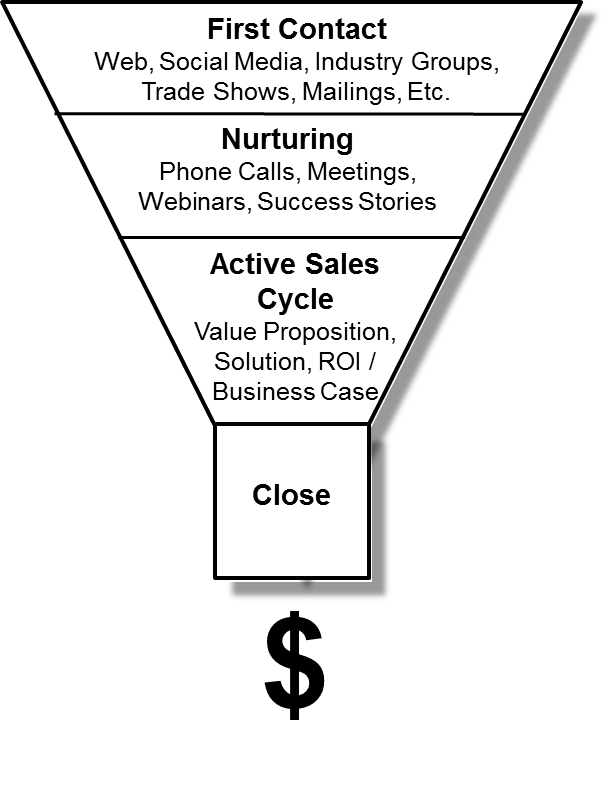 First Contact
Web, Social Media, Industry Groups,
Trade Shows, Mailings, Etc.
Nurturing
Phone Calls, Meetings,
Webinars, Success Stories
Active Sales
Cycle
Value Proposition,
Solution, ROI /
Business Case
Close
$